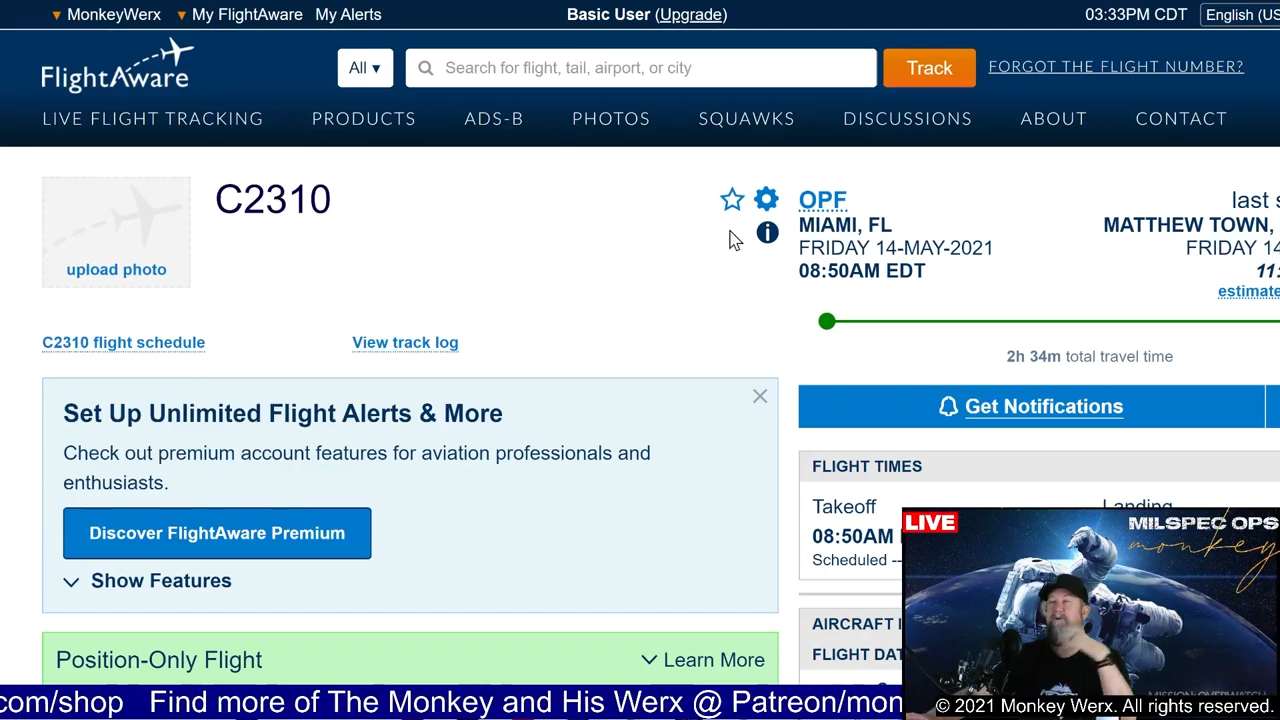 ▼ MonkeyWerx ▼ My FlightAware My Alerts Basic User (Upgrade) 03:33PM CDT English (US
FlightAware
All ▾ Search for flight, tail, airport, or city Track FORGOT THE FLIGHT NUMBER?
LIVE FLIGHT TRACKING PRODUCTS ADS-B PHOTOS SQUAWKS DISCUSSIONS ABOUT CONTACT
upload photo
C2310
OPF
MIAMI, FL
FRIDAY 14-MAY-2021
08:50AM EDT
last s
MATTHEW TOWN,
FRIDAY 14
11:
estimate
C2310 flight schedule View track log
2h 34m total travel time
Set Up Unlimited Flight Alerts & More
Check out premium account features for aviation professionals and
enthusiasts.
Discover FlightAware Premium
Show Features
Get Notifications
FLIGHT TIMES
Takeoff Landing
08:50AM
Scheduled --
AIRCRAFT I
FLIGHT DAT
Position-Only Flight Learn More
LIVE MILSPEC OPS
monkey
com/shop Find more of The Monkey and His Werx @ Patreon/mon
MISSION: OVERWATCH
© 2021 Monkey Werx. All rights reserved.